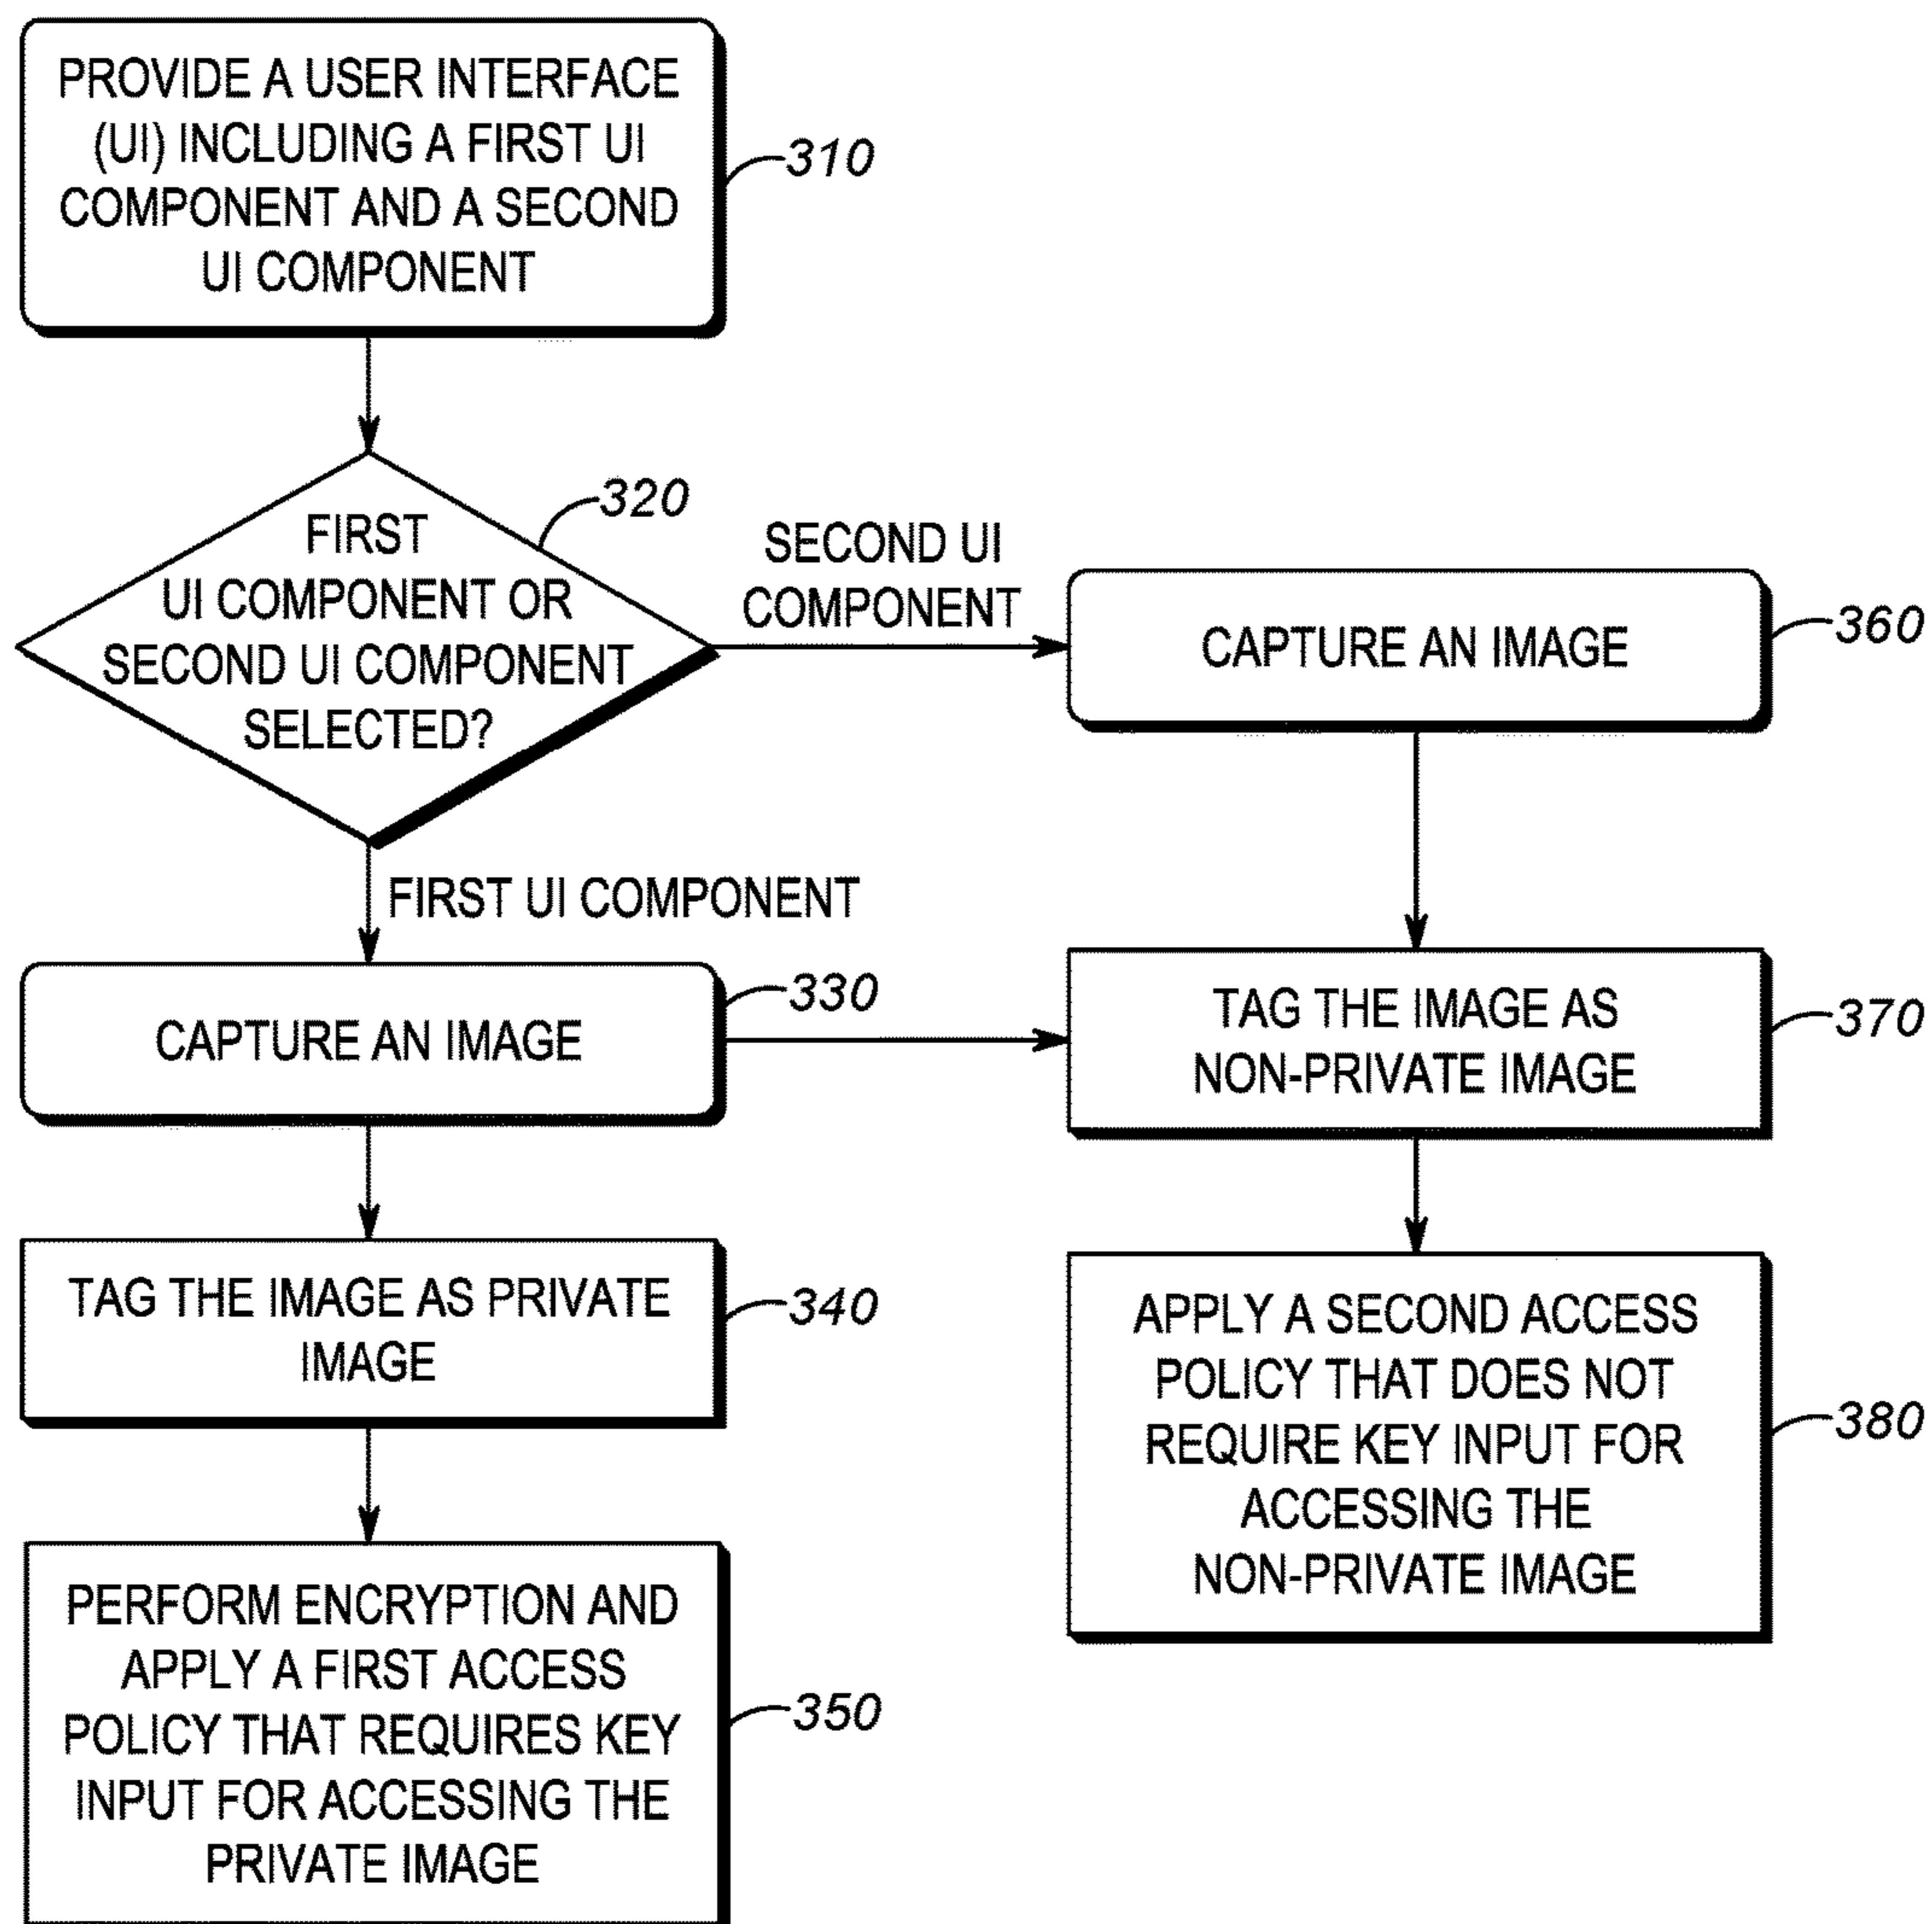 PROVIDE A USER INTERFACE
(UI) INCLUDING A FIRST UI
COMPONENT AND A SECOND
UI COMPONENT
310
FIRST
UI COMPONENT OR
SECOND UI COMPONENT
SELECTED?
320
SECOND UI
COMPONENT
CAPTURE AN IMAGE
360
FIRST UI COMPONENT
CAPTURE AN IMAGE
330
TAG THE IMAGE AS
NON-PRIVATE IMAGE
370
TAG THE IMAGE AS PRIVATE
IMAGE
340
APPLY A SECOND ACCESS
POLICY THAT DOES NOT
REQUIRE KEY INPUT FOR
ACCESSING THE
NON-PRIVATE IMAGE
380
PERFORM ENCRYPTION AND
APPLY A FIRST ACCESS
POLICY THAT REQUIRES KEY
INPUT FOR ACCESSING THE
PRIVATE IMAGE
350